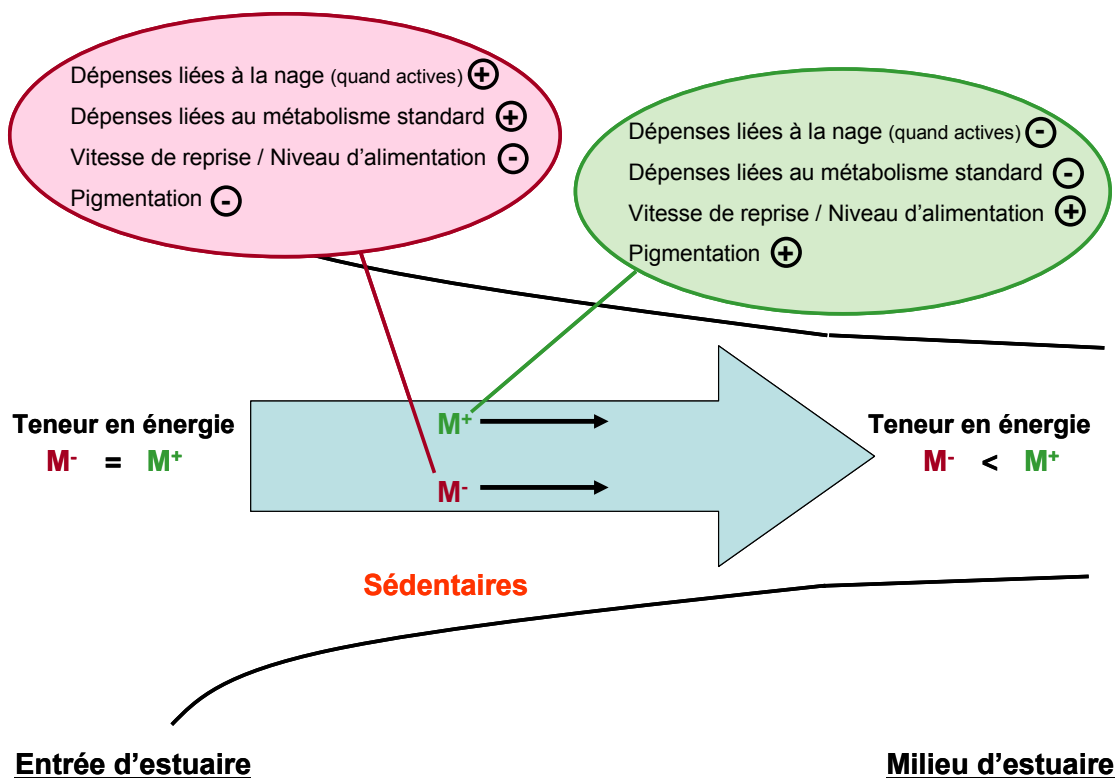 Dépenses liées à la nage (quand actives) +
Dépenses liées au métabolisme standard +
Vitesse de reprise / Niveau d'alimentation -
Pigmentation -
Dépenses liées à la nage (quand actives) -
Dépenses liées au métabolisme standard -
Vitesse de reprise / Niveau d'alimentation +
Pigmentation +
Teneur en énergie
M- = M+
M+
M-
Teneur en énergie
M- < M+
Sédentaires
Entrée d'estuaire
Milieu d'estuaire